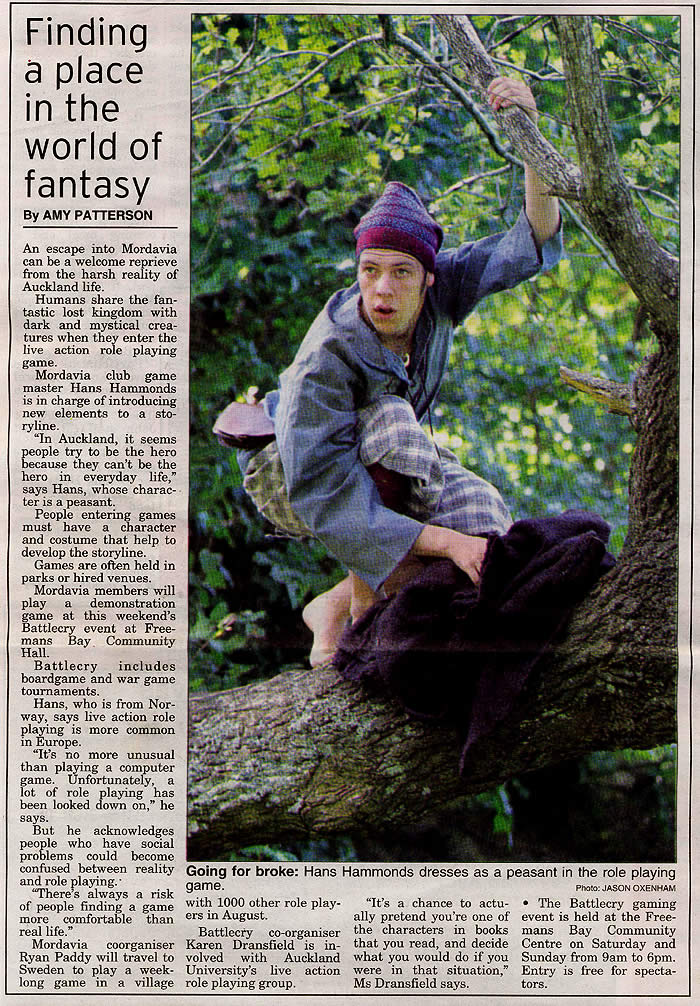 Finding
a place
in the
world of
fantasy
By AMY PATTERSON
An escape into Mordavia
can be a welcome reprieve
from the harsh reality of
Auckland life.
Humans share the fan-
tastic lost kingdom with
dark and mystical crea-
tures when they enter the
live action role playing
game.
Mordavia club game
master Hans Hammonds
is in charge of introducing
new elements to a sto-
ryline.
"In Auckland, it seems
people try to be the hero
because they can't be the
hero in everyday life,"
says Hans, whose charac-
ter is a peasant.
People entering games
must have a character
and costume that help to
develop the storyline.
Games are often held in
parks or hired venues.
Mordavia members will
play a demonstration
game at this weekend's
Battlecry event at Free-
mans Bay Community
Hall.
Battlecry includes
boardgame and war game
tournaments.
Hans, who is from Nor-
way, says live action role
playing is more common
in Europe.
"It's no more unusual
than playing a computer
game. Unfortunately, a
lot of role playing has
been looked down on," he
says.
But he acknowledges
people who have social
problems could become
confused between reality
and role playing.
"There's always a risk
of people finding a game
more comfortable than
real life."
Mordavia coorganiser
Ryan Paddy will travel to
Sweden to play a week-
long game in a village
Going for broke: Hans Hammonds dresses as a peasant in the role playing
game.
Photo: JASON OXENHAM
with 1000 other role play-
ers in August.
Battlecry co-organiser
Karen Dransfield is in-
volved with Auckland
University's live action
role playing group.
"It's a chance to actu-
ally pretend you're one of
the characters in books
that you read, and decide
what you would do if you
were in that situation,"
Ms Dransfield says.
• The Battlecry gaming
event is held at the Free-
mans Bay Community
Centre on Saturday and
Sunday from 9am to 6pm.
Entry is free for specta-
tors.